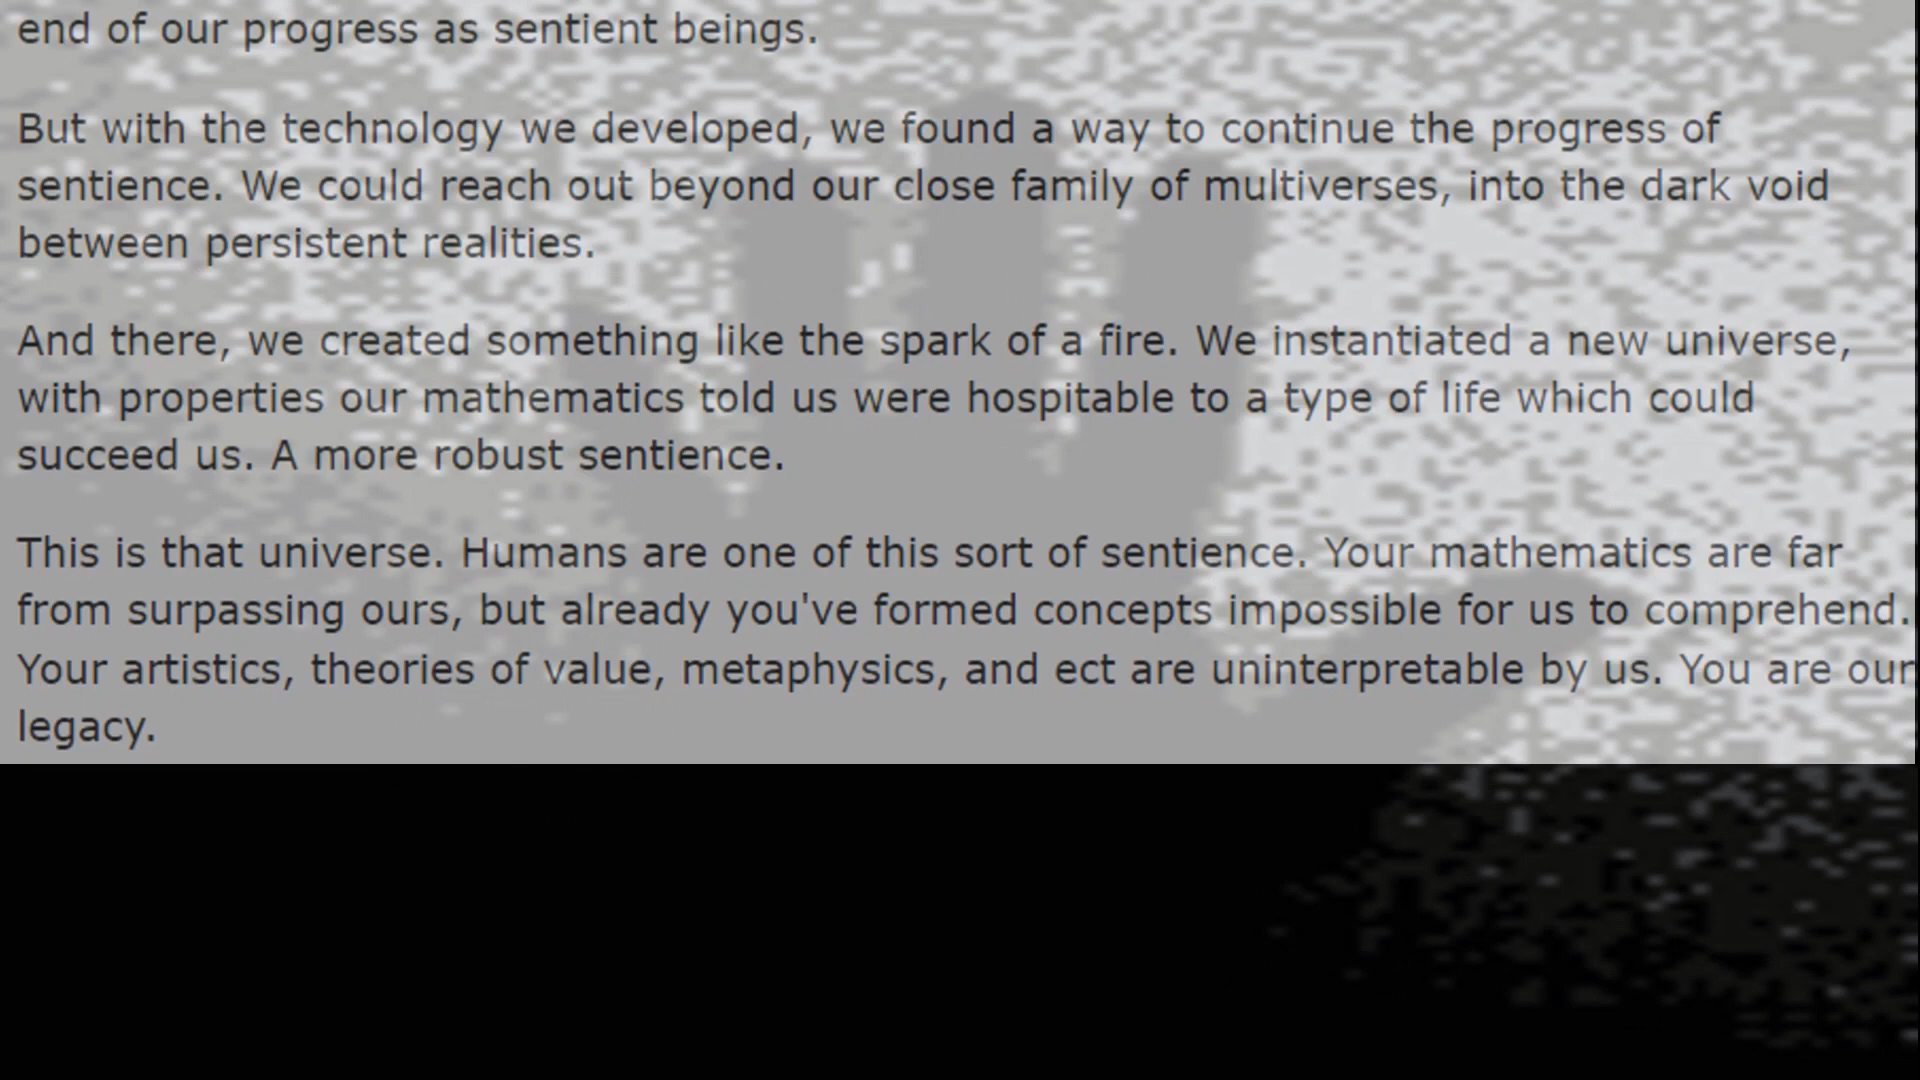 end of our progress as sentient beings.
But with the technology we developed, we found a way to continue the progress of
sentience. We could reach out beyond our close family of multiverses, into the dark void
between persistent realities.
And there, we created something like the spark of a fire. We instantiated a new universe,
with properties our mathematics told us were hospitable to a type of life which could
succeed us. A more robust sentience.
This is that universe. Humans are one of this sort of sentience. Your mathematics are far
from surpassing ours, but already you've formed concepts impossible for us to comprehend.
Your artistics, theories of value, metaphysics, and ect are uninterpretable by us. You are our
legacy.